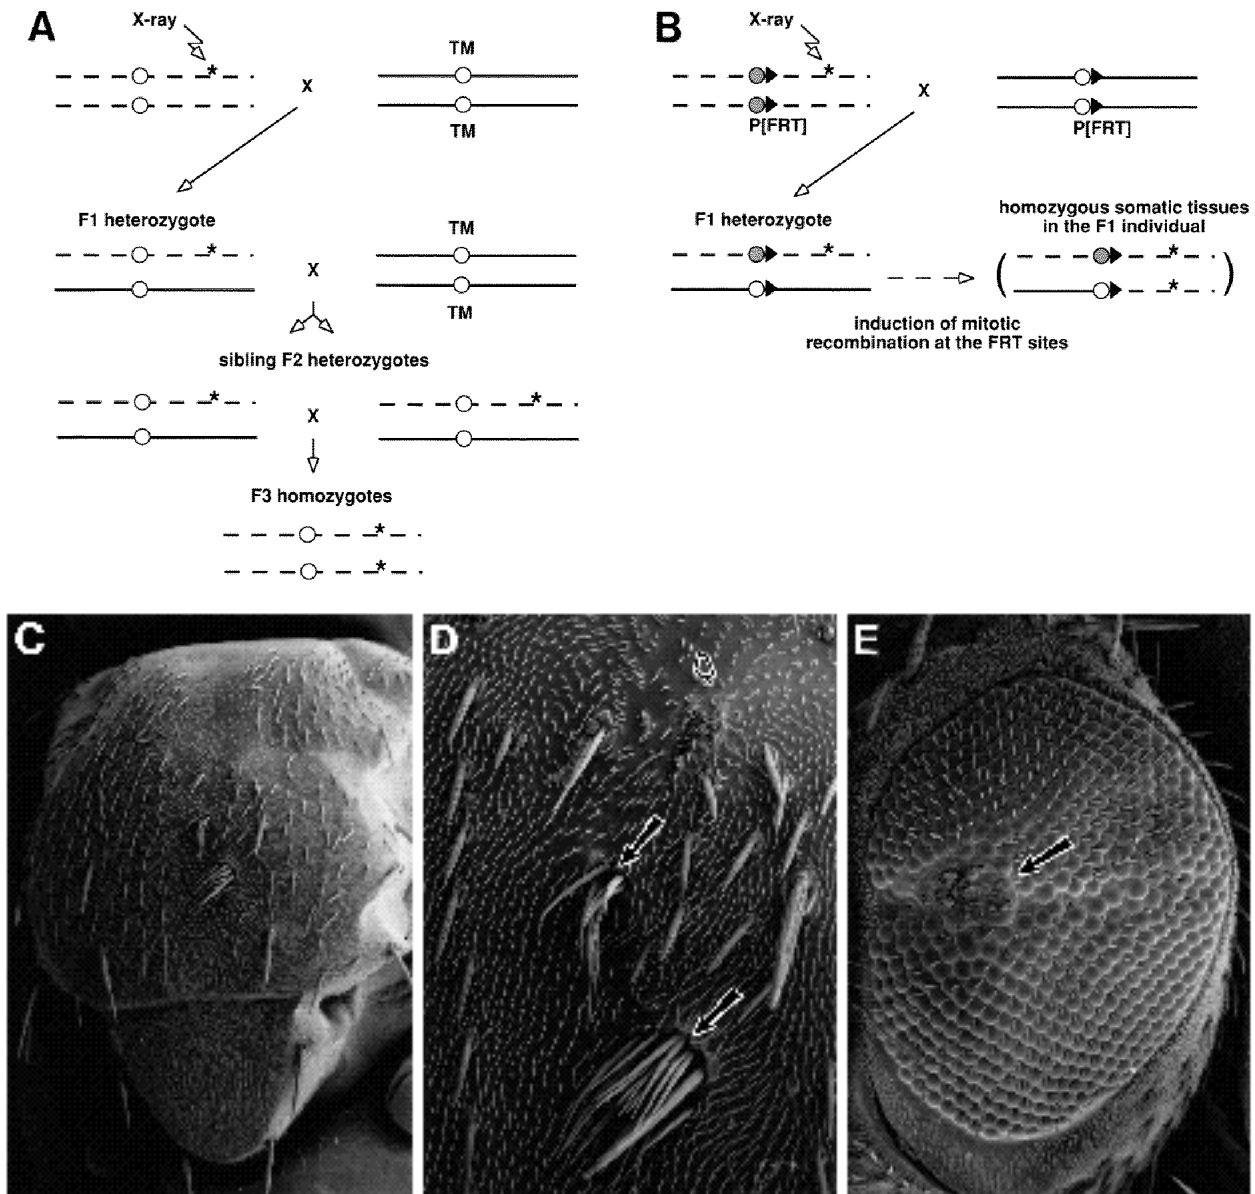 A
X-ray
*
X
TM
TM
F1 heterozygote
*
X
TM
TM
sibling F2 heterozygotes
*
X
*
F3 homozygotes
*
*
B
X-ray
*
X
P[FRT]
P[FRT]
F1 heterozygote
*
homozygous somatic tissues
in the F1 individual
( * )
*
induction of mitotic
recombination at the FRT sites
C
D
E